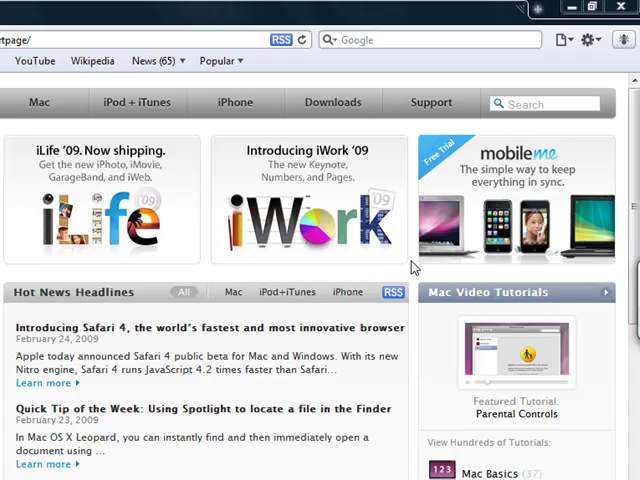 rtpage/ RSS Google
YouTube Wikipedia News (65) Popular
Mac iPod + iTunes iPhone Downloads Support Search
iLife ’09. Now shipping.
Get the new iPhoto, iMovie,
GarageBand, and iWeb.
iLife '09
Introducing iWork ’09
The new Keynote,
Numbers, and Pages.
iWork '09
Free Trial
mobileme
The simple way to keep
everything in sync.
Hot News Headlines All Mac iPod+iTunes iPhone RSS
Introducing Safari 4, the world’s fastest and most innovative browser
February 24, 2009
Apple today announced Safari 4 public beta for Mac and Windows. With its new
Nitro engine, Safari 4 runs JavaScript 4.2 times faster than Safari...
Learn more
Quick Tip of the Week: Using Spotlight to locate a file in the Finder
February 23, 2009
In Mac OS X Leopard, you can instantly find and then immediately open a
document using ...
Learn more
Mac Video Tutorials
Featured Tutorial:
Parental Controls
View Hundreds of Tutorials:
123 Mac Basics (37)